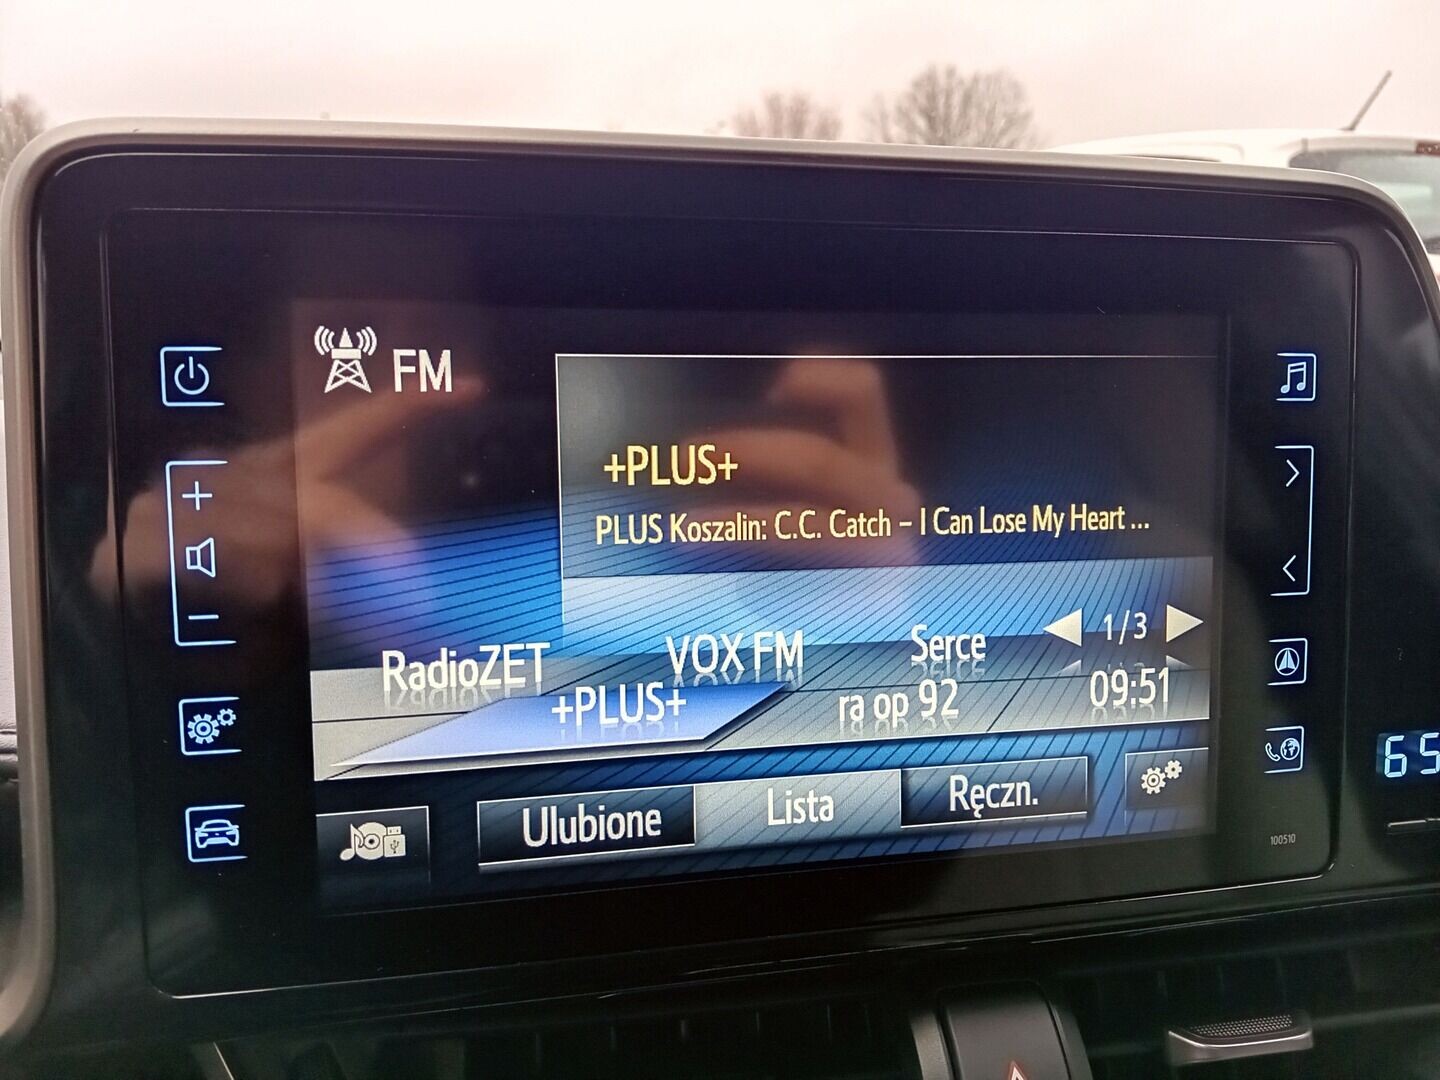 FM
+PLUS+
PLUS Koszalin: C.C. Catch – I Can Lose My Heart ...
RadioZET VOX FM Serce 1/3
+PLUS+ ra op 92 09:51
Ulubione Lista Ręczn.
100510
65